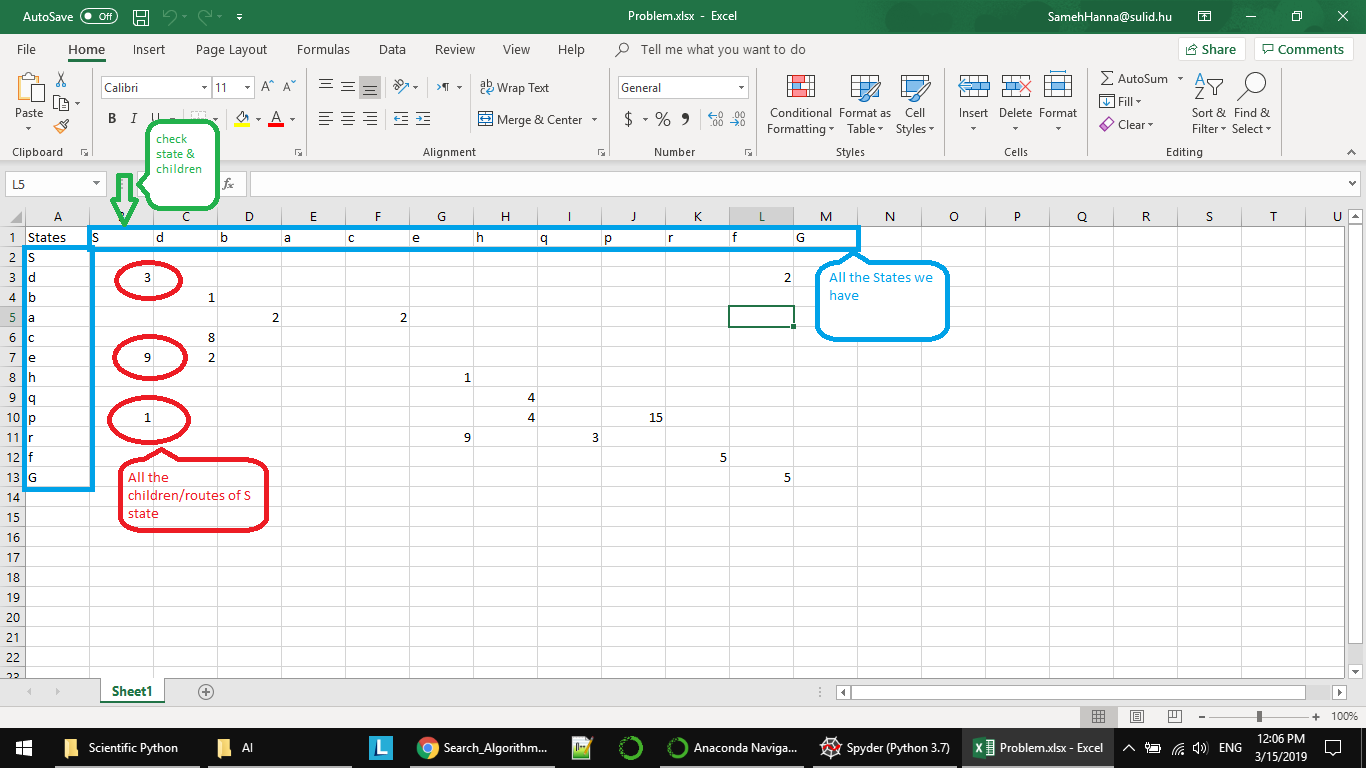 AutoSave Off Problem.xlsx - Excel SamehHanna@sulid.hu
File Home Insert Page Layout Formulas Data Review View Help Tell me what you want to do Share Comments
Calibri 11 A^ Aˇ ab Wrap Text General AutoSum
Paste B I U A Merge & Center $ % , Conditional Formatting Format as Table Cell Styles Insert Delete Format Fill Clear Sort & Filter Find & Select
Clipboard Alignment Number Styles Cells Editing
check
state &
children
L5 fx
A B C D E F G H I J K L M N O P Q R S T U
1 States S d b a c e h q p r f G
2 S
3 d 3 2
4 b 1
5 a 2 2
6 c 8
7 e 9 2
8 h 1
9 q 4
10 p 1 4 15
11 r 9 3
12 f 5
13 G 5
14
15
16
17
18
19
20
21
22
23
All the States we
have
All the
children/routes of S
state
Sheet1
100%
Scientific Python AI L Search_Algorithm... Anaconda Naviga... Spyder (Python 3.7) Problem.xlsx - Excel ENG 12:06 PM
3/15/2019